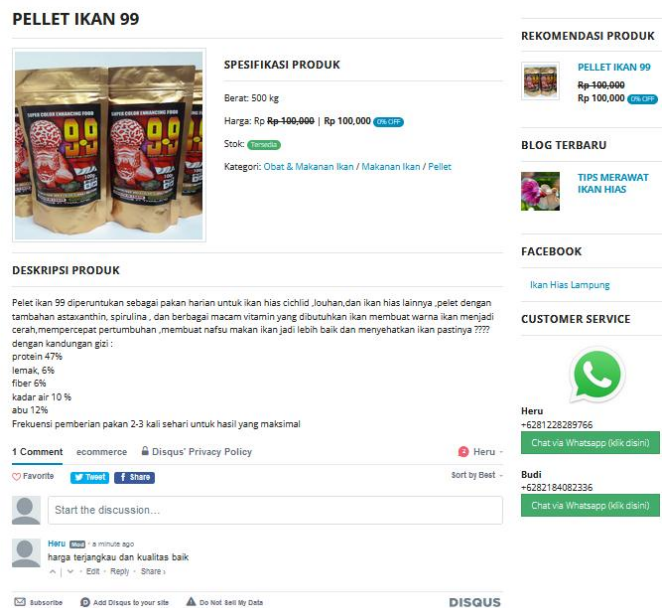 PELLET IKAN 99
SUPER COLOR ENHANCING FOOD
9.9
SPESIFIKASI PRODUK
Berat: 500 kg
Harga: Rp Rp 100,000 | Rp 100,000 0% OFF
Stok: Tersedia
Kategori: Obat & Makanan Ikan / Makanan Ikan / Pellet
DESKRIPSI PRODUK
Pelet ikan 99 diperuntukan sebagai pakan harian untuk ikan hias cichlid ,louhan,dan ikan hias lainnya ,pelet dengan
tambahan astaxanthin, spirulina , dan berbagai macam vitamin yang dibutuhkan ikan membuat warna ikan menjadi
cerah,mempercepat pertumbuhan ,membuat nafsu makan ikan jadi lebih baik dan menyehatkan ikan pastinya ????
dengan kandungan gizi :
protein 47%
lemak, 6%
fiber 6%
kadar air 10 %
abu 12%
Frekuensi pemberian pakan 2-3 kali sehari untuk hasil yang maksimal
1 Comment ecommerce Disqus' Privacy Policy 2 Heru
Favorite Tweet f Share Sort by Best
Start the discussion...
Heru Mod • a minute ago
harga terjangkau dan kualitas baik
• Edit • Reply • Share ›
Subscribe Add Disqus to your site Do Not Sell My Data DISQUS
REKOMENDASI PRODUK
PELLET IKAN 99
Rp 100,000
Rp 100,000 0% OFF
BLOG TERBARU
TIPS MERAWAT
IKAN HIAS
FACEBOOK
Ikan Hias Lampung
CUSTOMER SERVICE
Heru
+6281228289766
Chat via Whatsapp (klik disini)
Budi
+6282184082336
Chat via Whatsapp (klik disini)